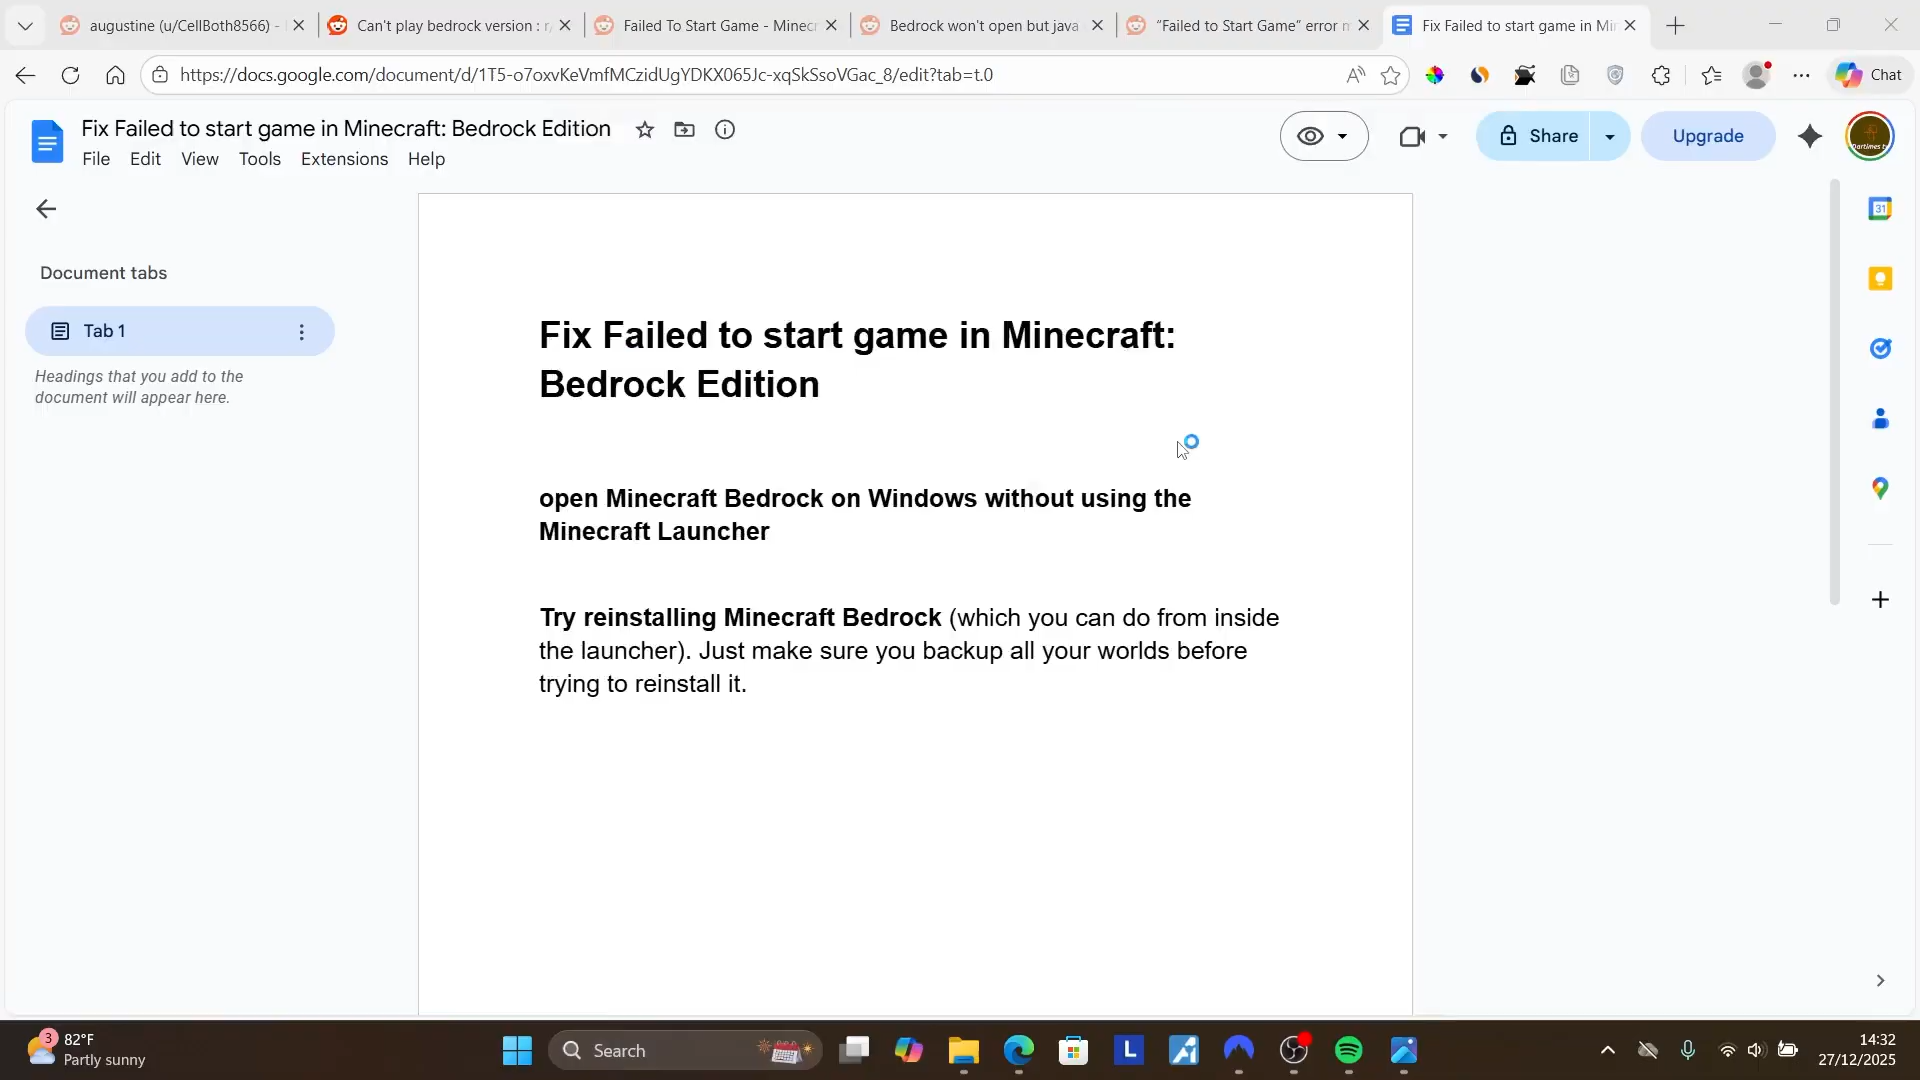 augustine (u/CellBoth8566) -
Can't play bedrock version : r/
Failed To Start Game - Minecr
Bedrock won't open but java
"Failed to Start Game" error m
Fix Failed to start game in Min
https://docs.google.com/document/d/1T5-o7oxvKeVmfMCzidUgYDKX065Jc-xqSkSsoVGac_8/edit?tab=t.0
Chat
Fix Failed to start game in Minecraft: Bedrock Edition
File Edit View Tools Extensions Help
Share
Upgrade
Document tabs
Tab 1
Headings that you add to the
document will appear here.
Fix Failed to start game in Minecraft:
Bedrock Edition
open Minecraft Bedrock on Windows without using the
Minecraft Launcher
Try reinstalling Minecraft Bedrock (which you can do from inside
the launcher). Just make sure you backup all your worlds before
trying to reinstall it.
31
3
82°F
Partly sunny
Search
L
14:32
27/12/2025